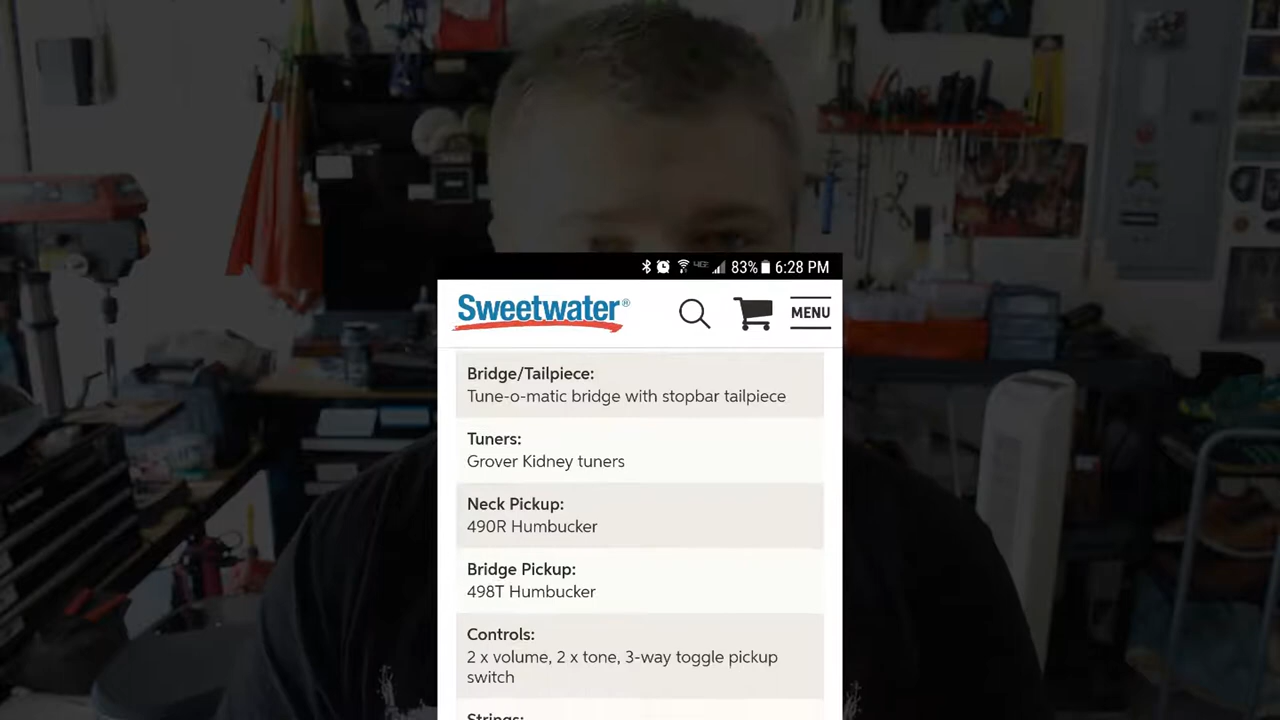 83% 6:28 PM
Sweetwater®
MENU
Bridge/Tailpiece:
Tune-o-matic bridge with stopbar tailpiece
Tuners:
Grover Kidney tuners
Neck Pickup:
490R Humbucker
Bridge Pickup:
498T Humbucker
Controls:
2 x volume, 2 x tone, 3-way toggle pickup
switch
Strings: